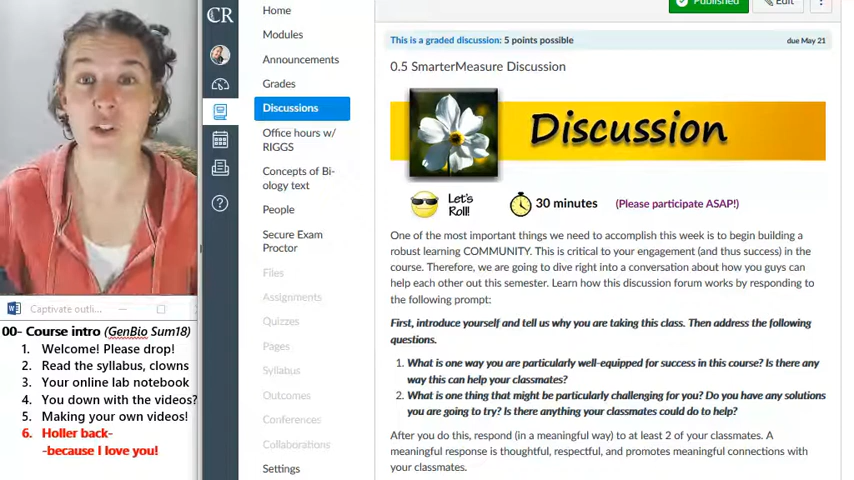 CR
Home
Modules
Announcements
Grades
Discussions
Office hours w/
RIGGS
Concepts of Bi-
ology text
People
Secure Exam
Proctor
Files
Assignments
Quizzes
Pages
Syllabus
Outcomes
Conferences
Collaborations
Settings
Published
Edit
This is a graded discussion: 5 points possible
due May 21
0.5 SmarterMeasure Discussion
Discussion
Let's
Roll!
30 minutes
(Please participate ASAP!)
One of the most important things we need to accomplish this week is to begin building a
robust learning COMMUNITY. This is critical to your engagement (and thus success) in the
course. Therefore, we are going to dive right into a conversation about how you guys can
help each other out this semester. Learn how this discussion forum works by responding to
the following prompt:
First, introduce yourself and tell us why you are taking this class. Then address the following
questions.
1. What is one way you are particularly well-equipped for success in this course? Is there any
way this can help your classmates?
2. What is one thing that might be particularly challenging for you? Do you have any solutions
you are going to try? Is there anything your classmates could do to help?
After you do this, respond (in a meaningful way) to at least 2 of your classmates. A
meaningful response is thoughtful, respectful, and promotes meaningful connections with
your classmates.
Captivate outli...
00- Course intro (GenBio Sum18)
1. Welcome! Please drop!
2. Read the syllabus, clowns
3. Your online lab notebook
4. You down with the videos?
5. Making your own videos!
6. Holler back-
-because I love you!